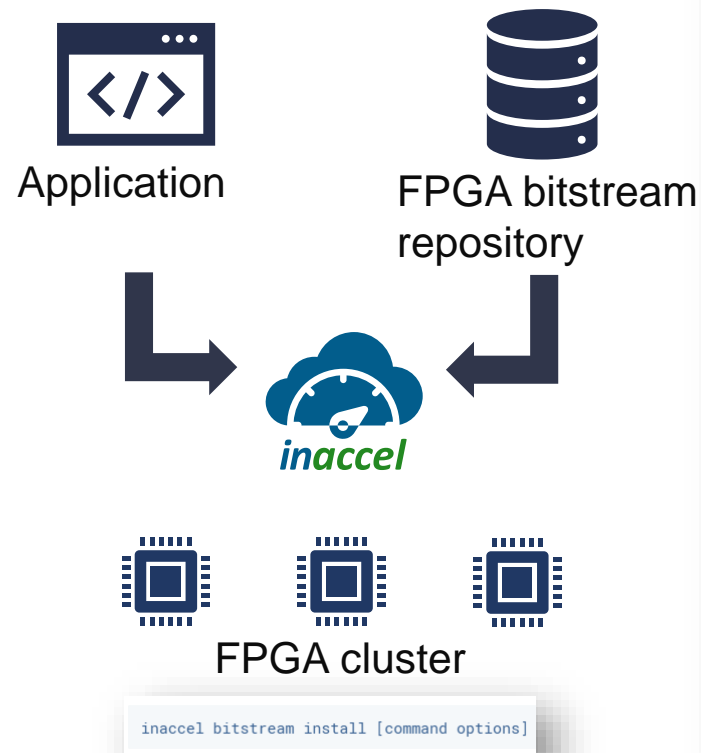 </>
Application
FPGA bitstream
repository
inaccel
FPGA cluster
inaccel bitstream install [command options]